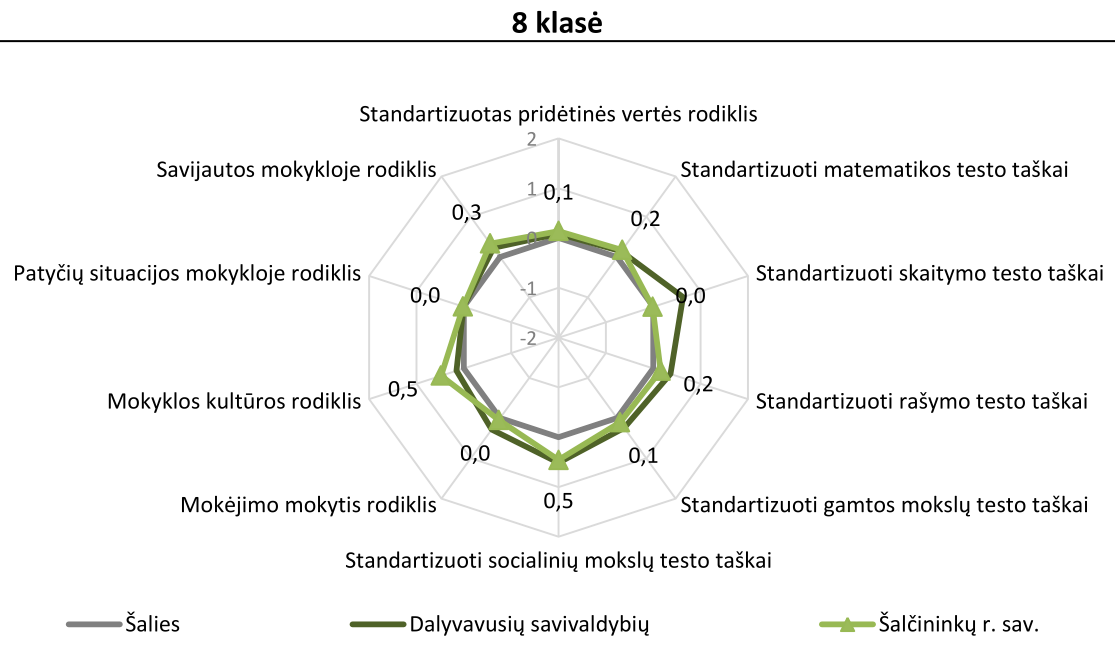 8 klasė
Standartizuotas pridėtinės vertės rodiklis
2
Savijautos mokykloje rodiklis
Standartizuoti matematikos testo taškai
1
0,1
0,3
0,2
0
Patyčių situacijos mokykloje rodiklis
Standartizuoti skaitymo testo taškai
0,0
-1
0,0
-2
Mokyklos kultūros rodiklis
0,5
0,2
Standartizuoti rašymo testo taškai
0,0
0,1
Mokėjimo mokytis rodiklis
0,5
Standartizuoti gamtos mokslų testo taškai
Standartizuoti socialinių mokslų testo taškai
Šalies
Dalyvavusių savivaldybių
Šalčininkų r. sav.